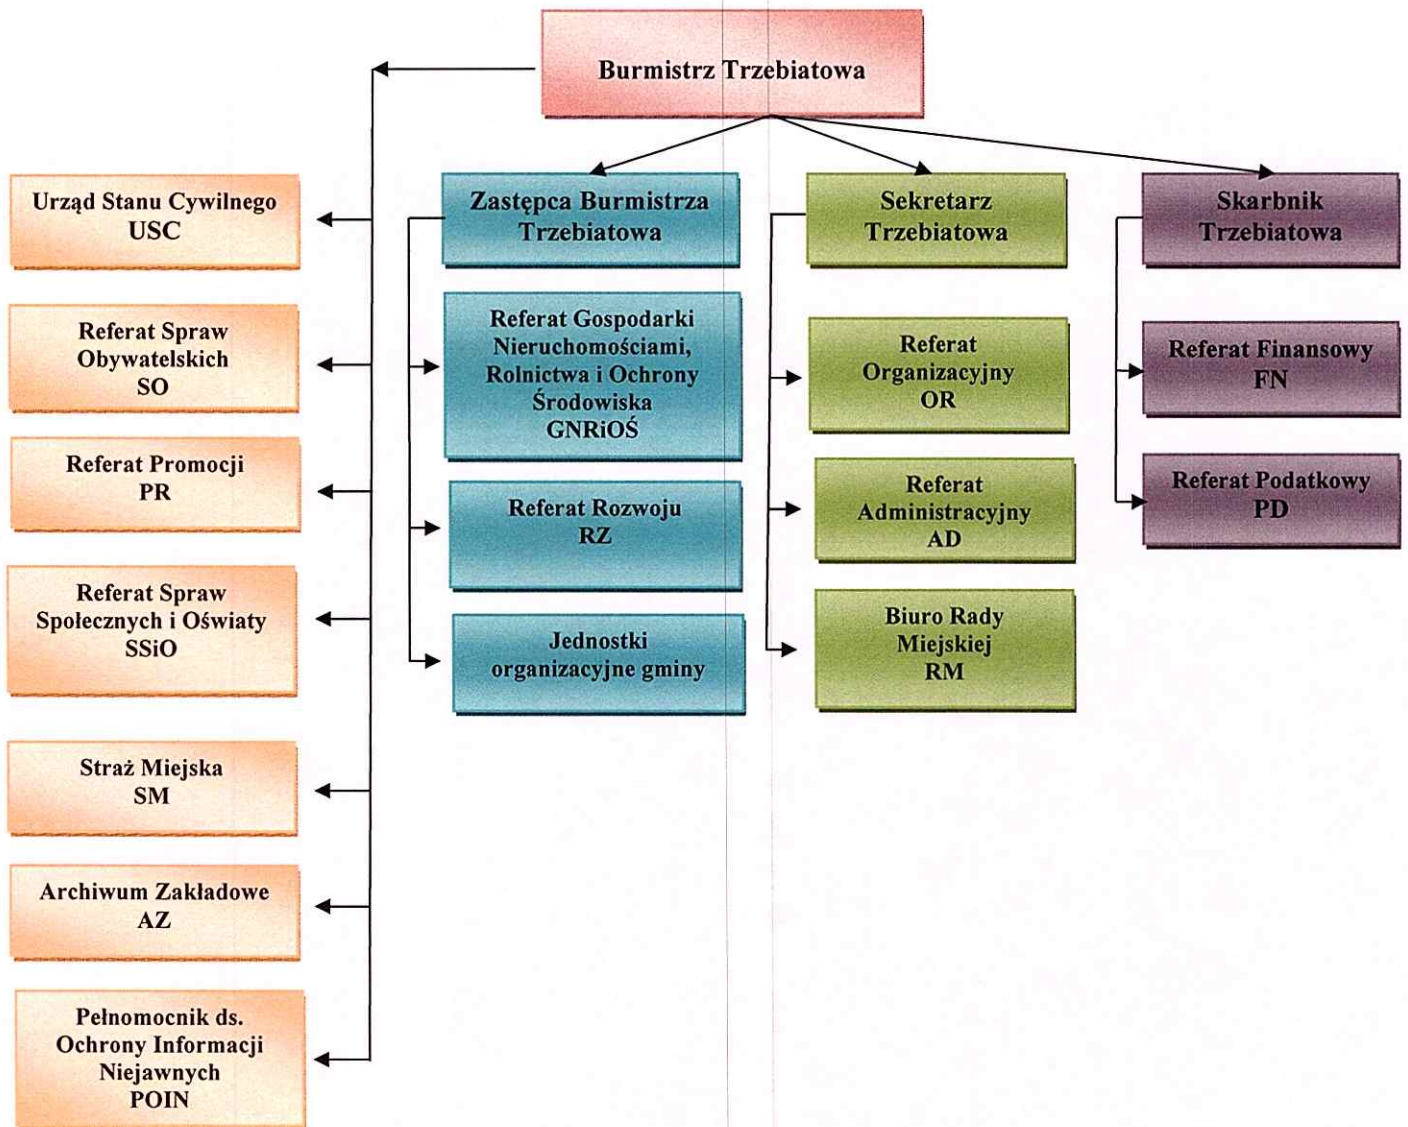 Burmistrz Trzebiatowa
Urząd Stanu Cywilnego
USC
Referat Spraw
Obywatelskich
SO
Referat Promocji
PR
Referat Spraw
Społecznych i Oświaty
SSiO
Straż Miejska
SM
Archiwum Zakładowe
AZ
Pełnomocnik ds.
Ochrony Informacji
Niejawnych
POIN
Zastępca Burmistrza
Trzebiatowa
Referat Gospodarki
Nieruchomościami,
Rolnictwa i Ochrony
Środowiska
GNRiOŚ
Referat Rozwoju
RZ
Jednostki
organizacyjne gminy
Sekretarz
Trzebiatowa
Referat
Organizacyjny
OR
Referat
Administracyjny
AD
Biuro Rady
Miejskiej
RM
Skarbnik
Trzebiatowa
Referat Finansowy
FN
Referat Podatkowy
PD